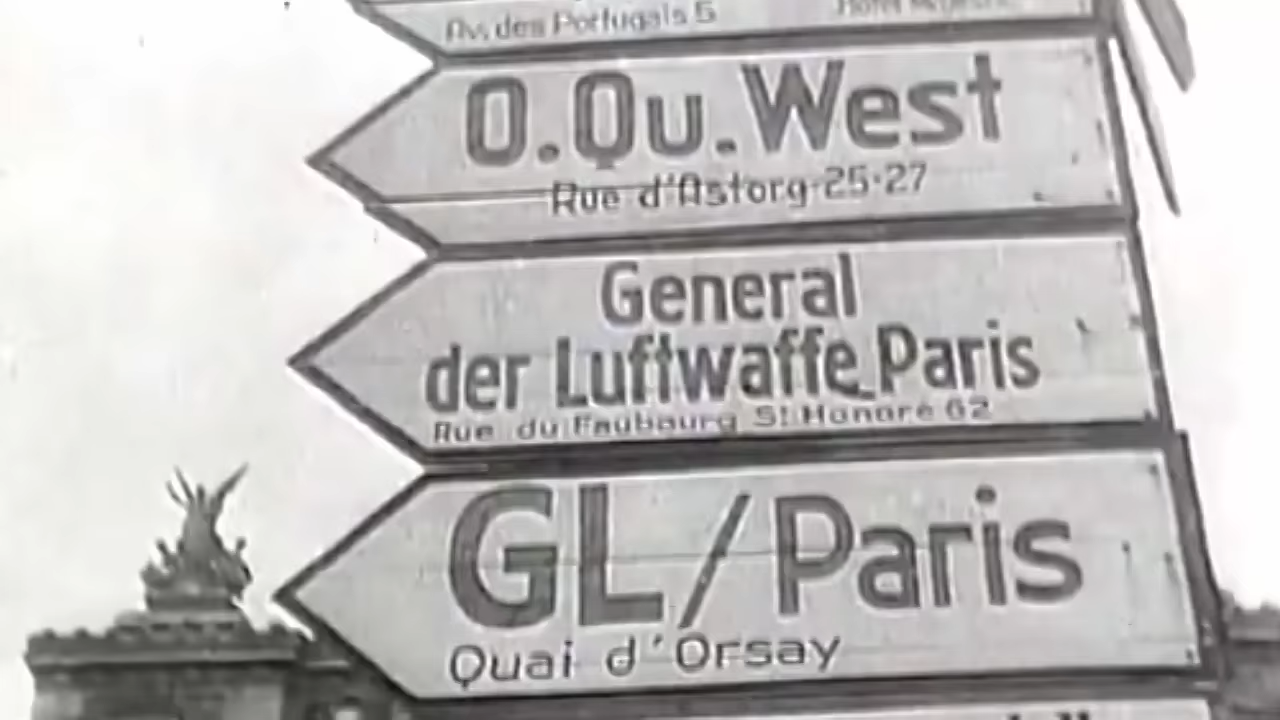 Av. des Portugais 5
O.Qu.West
Rue d'Astorg 25-27
General
der Luftwaffe Paris
Rue du Faubourg St Honoré 62
GL/Paris
Quai d'Orsay